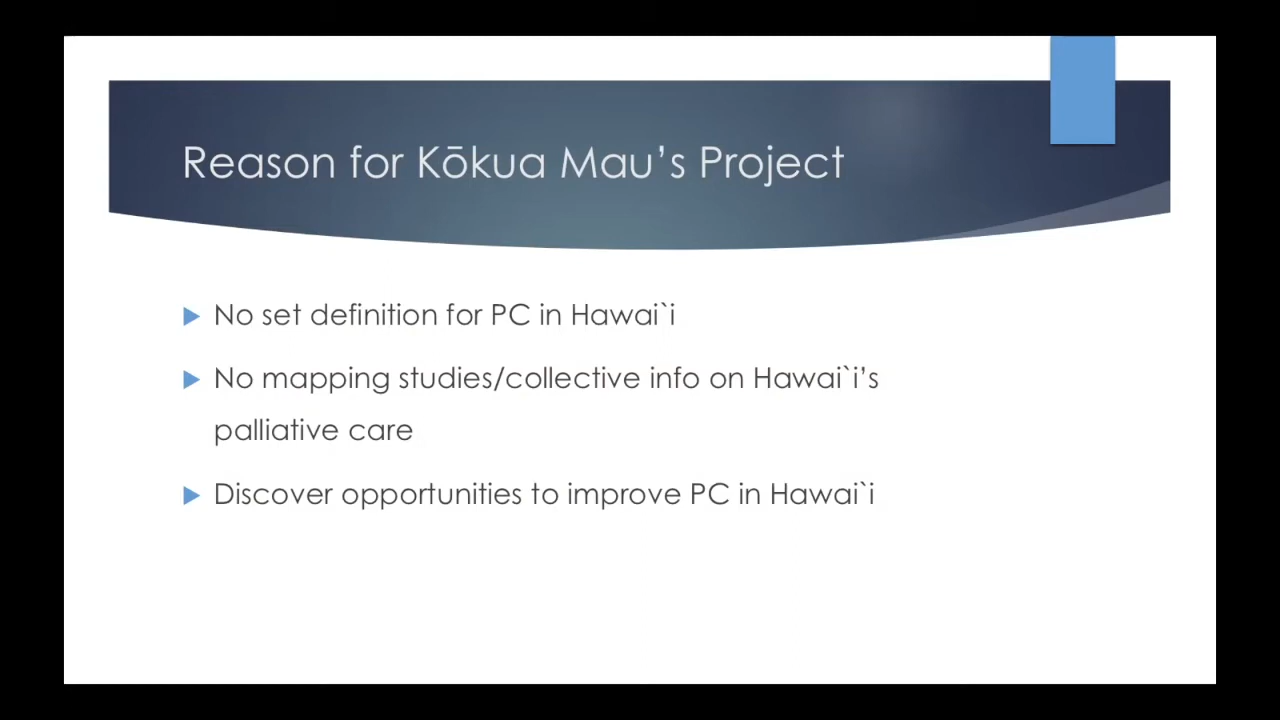 Reason for Kōkua Mau’s Project
No set definition for PC in Hawai`i
No mapping studies/collective info on Hawai`i’s
palliative care
Discover opportunities to improve PC in Hawai`i